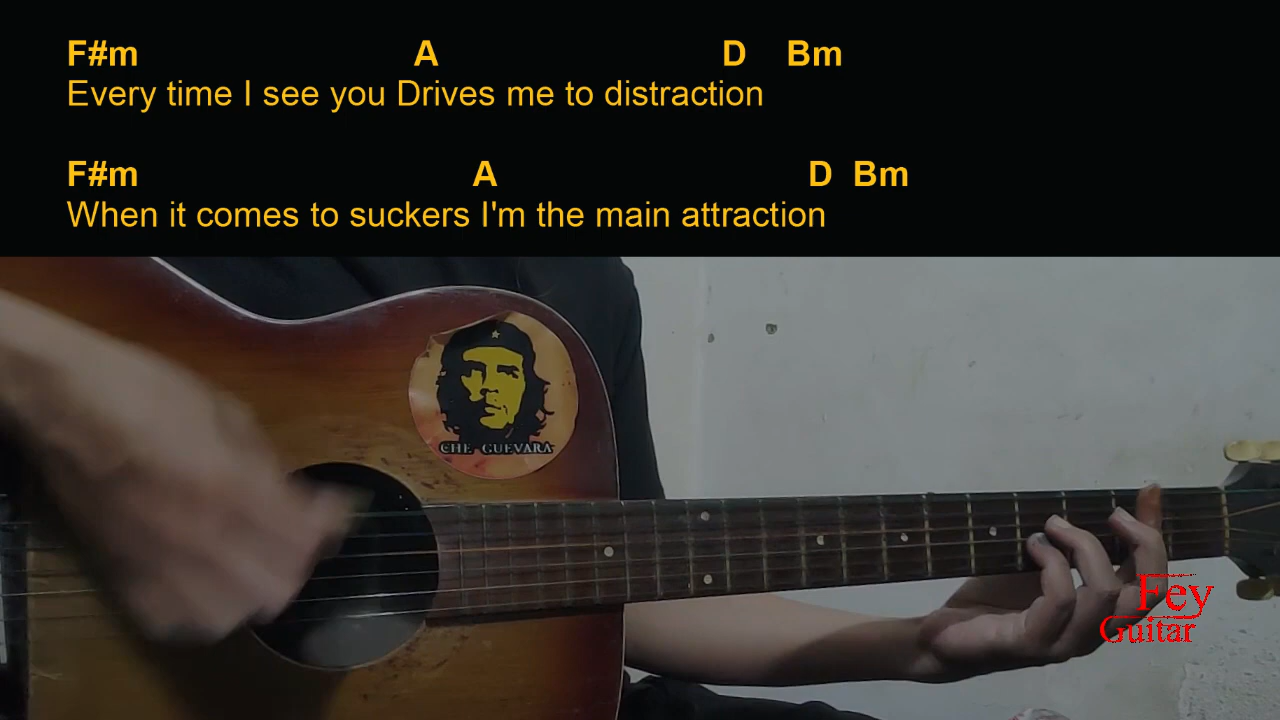 F#m A D Bm
Every time I see you Drives me to distraction
F#m A D Bm
When it comes to suckers I'm the main attraction
CHE GUEVARA
Fey
Guitar